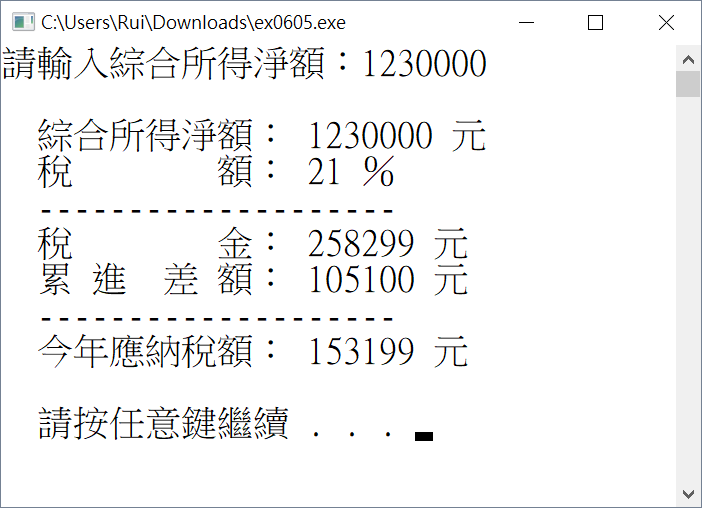 C:\Users\Rui\Downloads\ex0605.exe
請輸入綜合所得淨額：1230000
綜合所得淨額： 1230000 元
稅　　　　額： 21 ％
--------------------
稅　　　　金： 258299 元
累 進　差 額： 105100 元
--------------------
今年應納稅額： 153199 元
請按任意鍵繼續 . . .